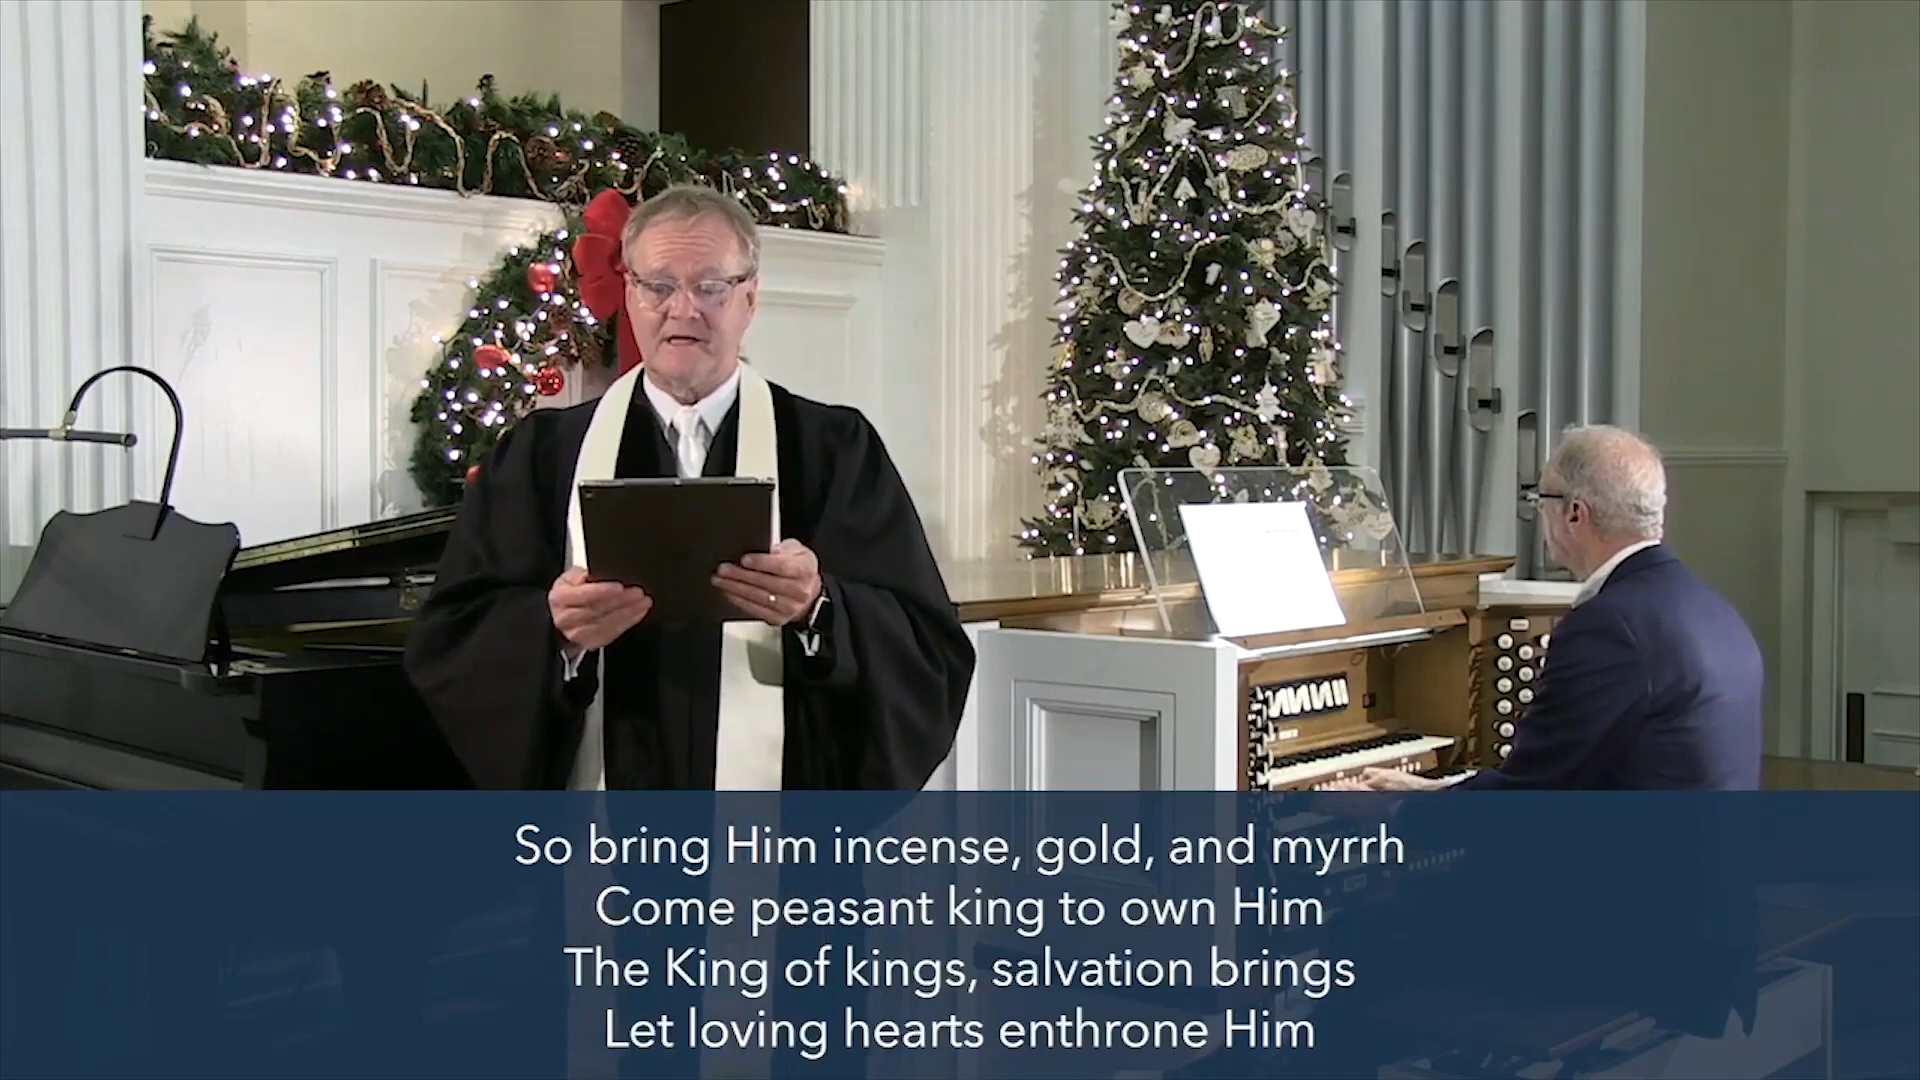 So bring Him incense, gold, and myrrh
Come peasant king to own Him
The King of kings, salvation brings
Let loving hearts enthrone Him